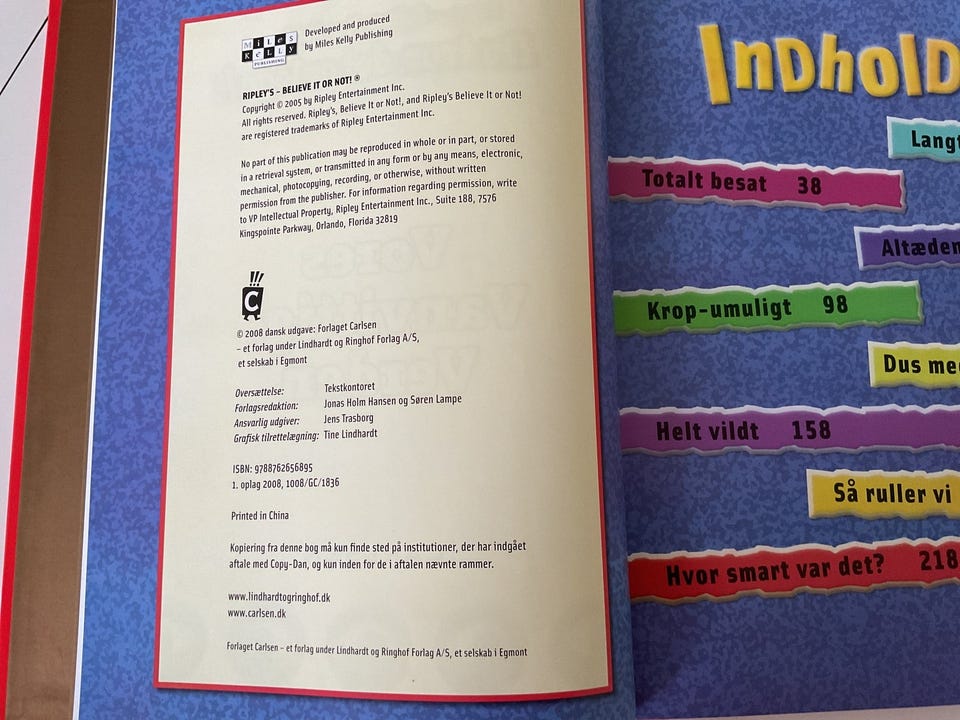 MiLeS
KeLLy
PUBLISHING
Developed and produced
by Miles Kelly Publishing
RIPLEY'S – BELIEVE IT OR NOT! ®
Copyright © 2005 by Ripley Entertainment Inc.
All rights reserved. Ripley's, Believe It or Not!, and Ripley's Believe It or Not!
are registered trademarks of Ripley Entertainment Inc.
No part of this publication may be reproduced in whole or in part, or stored
in a retrieval system, or transmitted in any form or by any means, electronic,
mechanical, photocopying, recording, or otherwise, without written
permission from the publisher. For information regarding permission, write
to VP Intellectual Property, Ripley Entertainment Inc., Suite 188, 7576
Kingspointe Parkway, Orlando, Florida 32819
!!!
C
© 2008 dansk udgave: Forlaget Carlsen
– et forlag under Lindhardt og Ringhof Forlag A/S,
et selskab i Egmont
Oversættelse: Tekstkontoret
Forlagsredaktion: Jonas Holm Hansen og Søren Lampe
Ansvarlig udgiver: Jens Trasborg
Grafisk tilrettelægning: Tine Lindhardt
ISBN: 9788762656895
1. oplag 2008, 1008/GC/1836
Printed in China
Kopiering fra denne bog må kun finde sted på institutioner, der har indgået
aftale med Copy-Dan, og kun inden for de i aftalen nævnte rammer.
www.lindhardtogringhof.dk
www.carlsen.dk
Forlaget Carlsen – et forlag under Lindhardt og Ringhof Forlag A/S, et selskab i Egmont
InDholD
Langt
Totalt besat 38
Altæden
Krop-umuligt 98
Dus me
Helt vildt 158
Så ruller vi
Hvor smart var det? 218